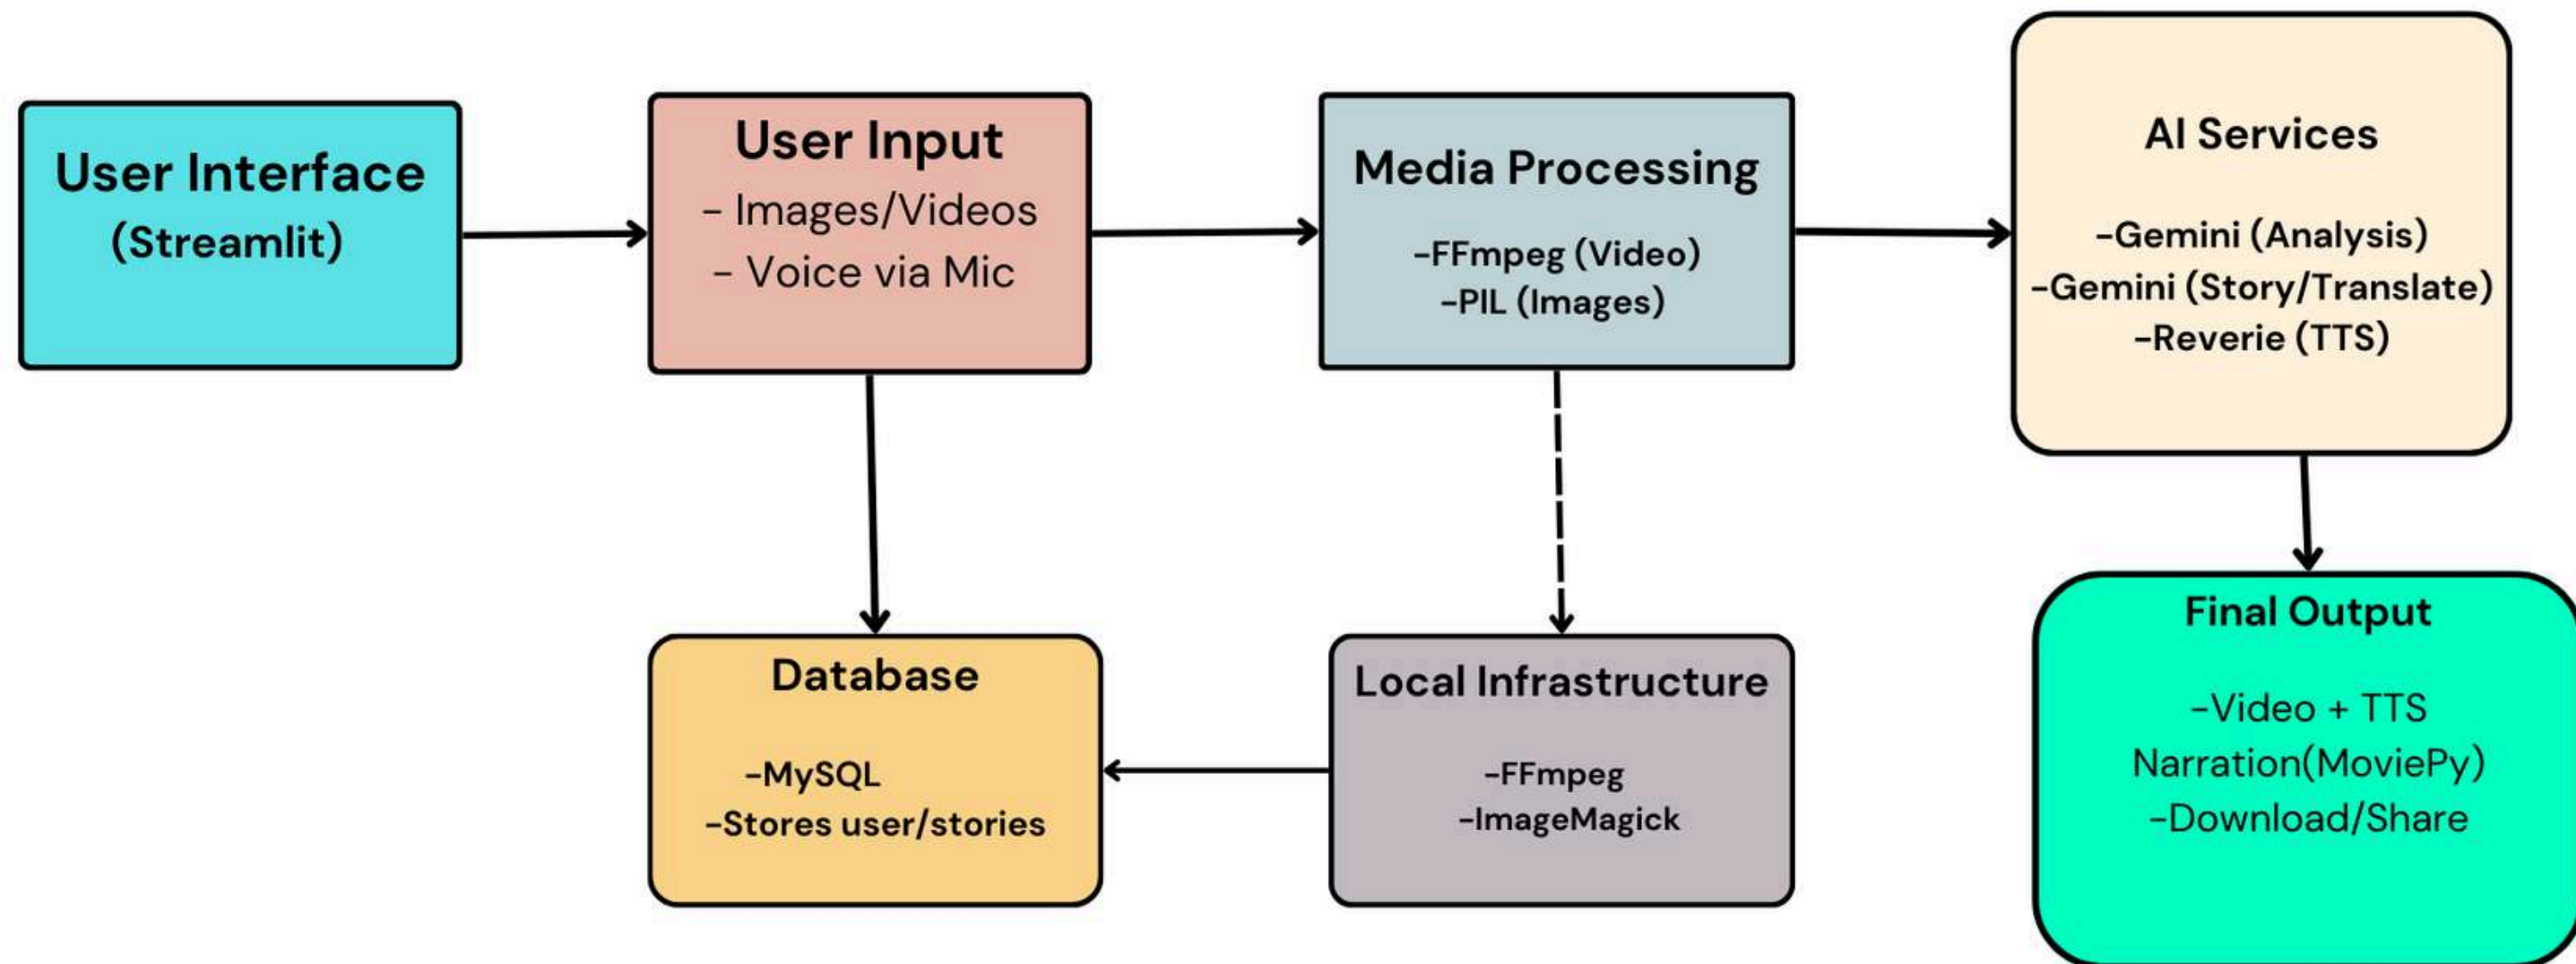 User Interface
(Streamlit)
User Input
- Images/Videos
- Voice via Mic
Media Processing
-FFmpeg (Video)
-PIL (Images)
AI Services
-Gemini (Analysis)
-Gemini (Story/Translate)
-Reverie (TTS)
Database
-MySQL
-Stores user/stories
Local Infrastructure
-FFmpeg
-ImageMagick
Final Output
-Video + TTS
Narration(MoviePy)
-Download/Share